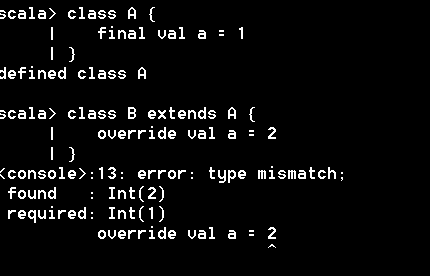 scala> class A {
     |     final val a = 1
     | }
defined class A
scala> class B extends A {
     |     override val a = 2
     | }
<console>:13: error: type mismatch;
 found   : Int(2)
 required: Int(1)
           override val a = 2
                            ^